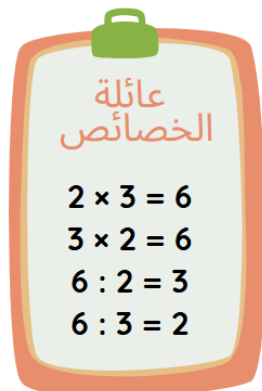 عائلة
الخصائص
2 × 3 = 6
3 × 2 = 6
6 : 2 = 3
6 : 3 = 2